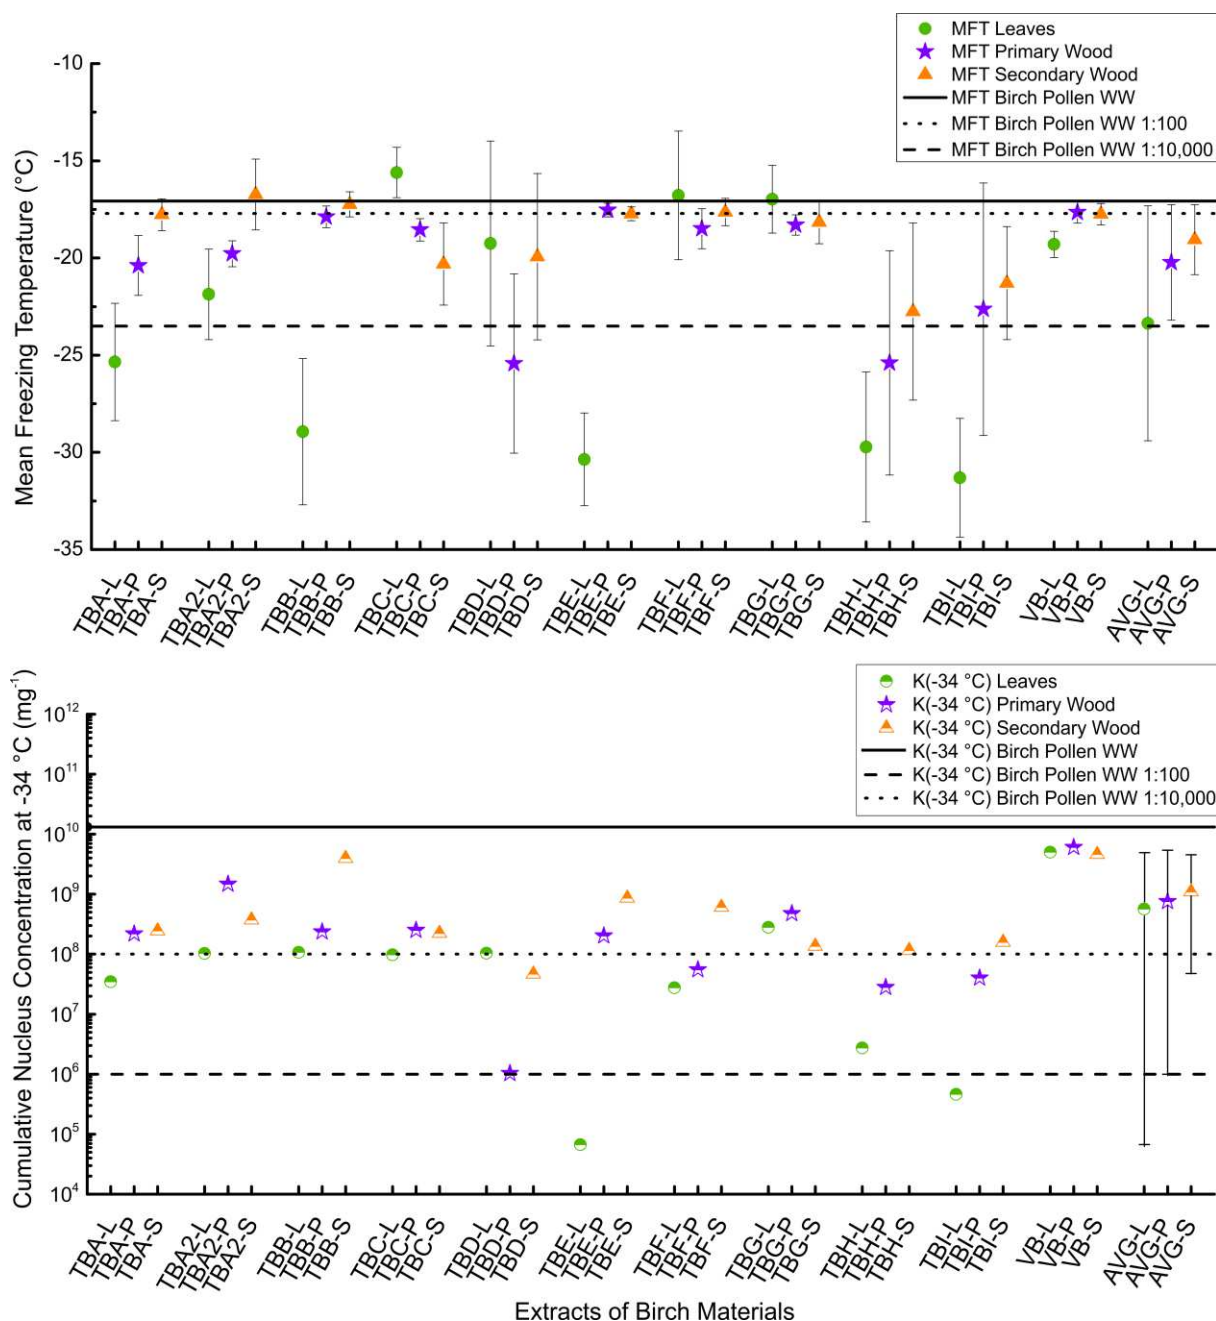 MFT Leaves
MFT Primary Wood
MFT Secondary Wood
MFT Birch Pollen WW
MFT Birch Pollen WW 1:100
MFT Birch Pollen WW 1:10,000
Mean Freezing Temperature (°C)
-10
-15
-20
-25
-30
-35
TBA-L
TBA-P
TBA-S
TBA2-L
TBA2-P
TBA2-S
TBB-L
TBB-P
TBB-S
TBC-L
TBC-P
TBC-S
TBD-L
TBD-P
TBD-S
TBE-L
TBE-P
TBE-S
TBF-L
TBF-P
TBF-S
TBG-L
TBG-P
TBG-S
TBH-L
TBH-P
TBH-S
TBI-L
TBI-P
TBI-S
VB-L
VB-P
VB-S
AVG-L
AVG-P
AVG-S
K(-34 °C) Leaves
K(-34 °C) Primary Wood
K(-34 °C) Secondary Wood
K(-34 °C) Birch Pollen WW
K(-34 °C) Birch Pollen WW 1:100
K(-34 °C) Birch Pollen WW 1:10,000
Cumulative Nucleus Concentration at -34 °C (mg⁻¹)
10¹²
10¹¹
10¹⁰
10⁹
10⁸
10⁷
10⁶
10⁵
10⁴
TBA-L
TBA-P
TBA-S
TBA2-L
TBA2-P
TBA2-S
TBB-L
TBB-P
TBB-S
TBC-L
TBC-P
TBC-S
TBD-L
TBD-P
TBD-S
TBE-L
TBE-P
TBE-S
TBF-L
TBF-P
TBF-S
TBG-L
TBG-P
TBG-S
TBH-L
TBH-P
TBH-S
TBI-L
TBI-P
TBI-S
VB-L
VB-P
VB-S
AVG-L
AVG-P
AVG-S
Extracts of Birch Materials